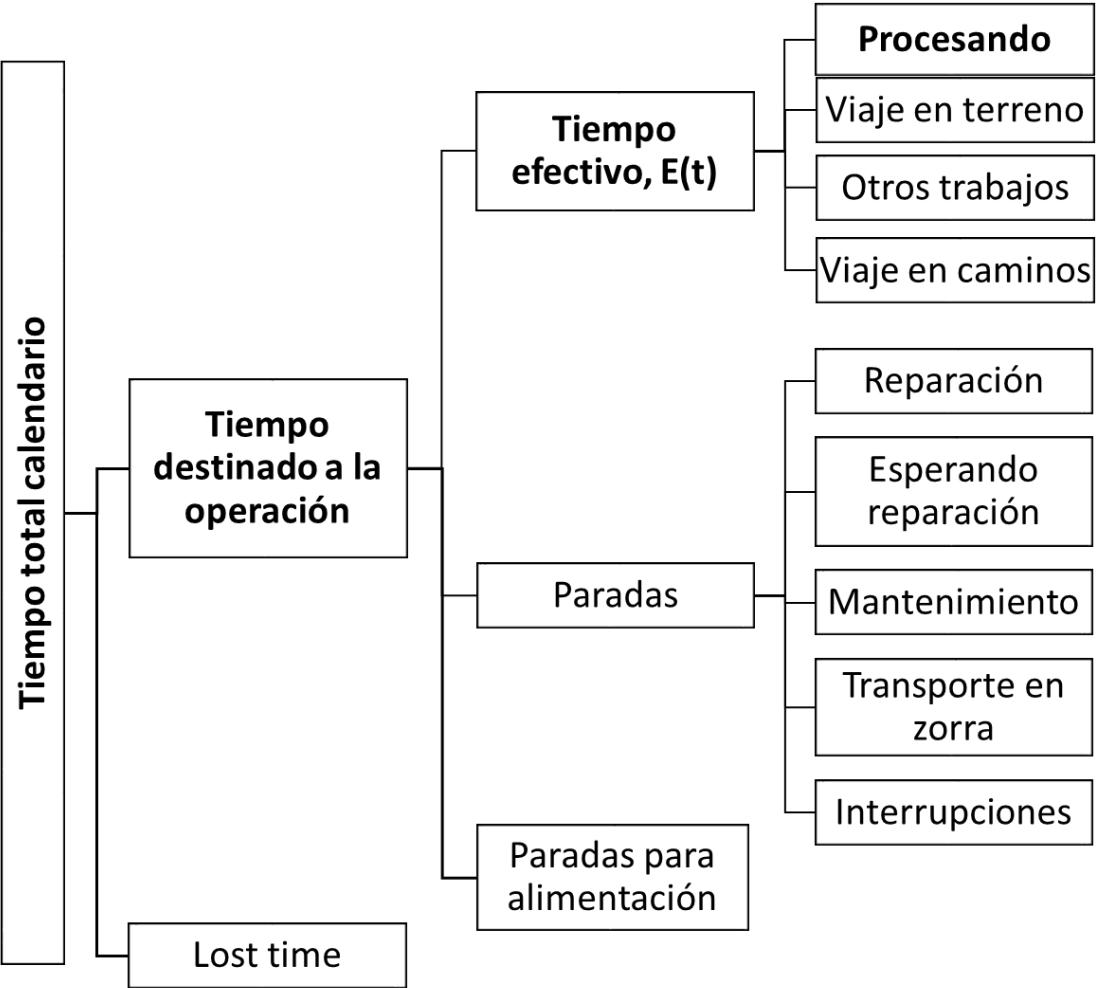 Tiempo total calendario
Tiempo
destinado a la
operación
Lost time
Tiempo
efectivo, E(t)
Paradas
Paradas para
alimentación
Procesando
Viaje en terreno
Otros trabajos
Viaje en caminos
Reparación
Esperando
reparación
Mantenimiento
Transporte en
zorra
Interrupciones